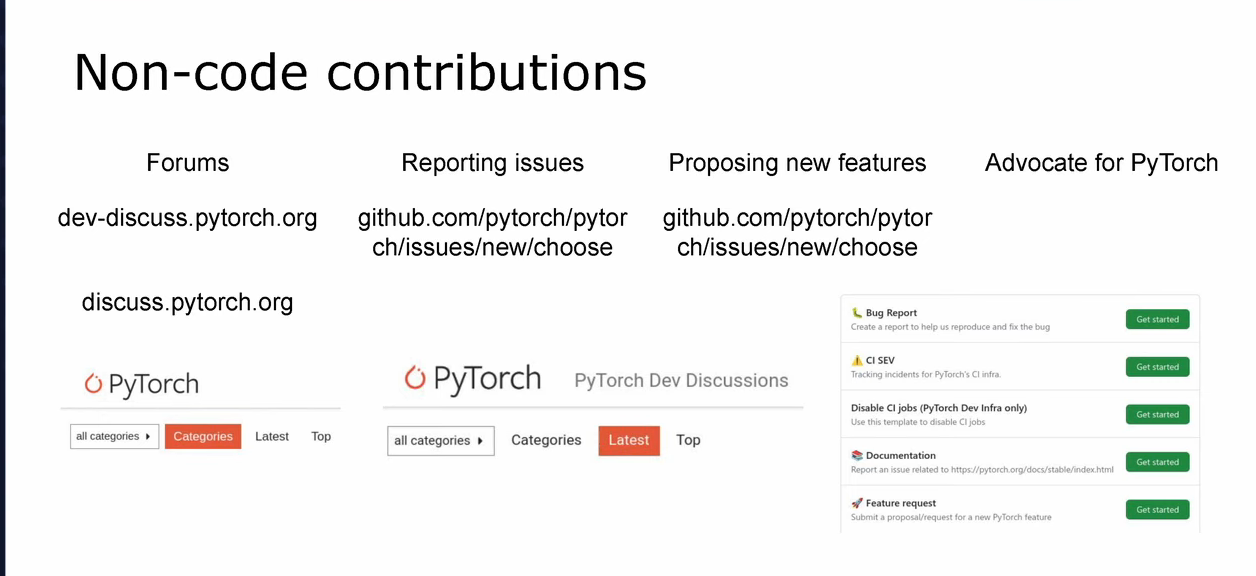 Non-code contributions
Forums
dev-discuss.pytorch.org
discuss.pytorch.org
Reporting issues
github.com/pytorch/pytor
ch/issues/new/choose
Proposing new features
github.com/pytorch/pytor
ch/issues/new/choose
Advocate for PyTorch
PyTorch
all categories
Categories
Latest
Top
PyTorch
PyTorch Dev Discussions
all categories
Categories
Latest
Top
Bug Report
Create a report to help us reproduce and fix the bug
Get started
CI SEV
Tracking incidents for PyTorch's CI infra.
Get started
Disable CI jobs (PyTorch Dev Infra only)
Use this template to disable CI jobs
Get started
Documentation
Report an issue related to https://pytorch.org/docs/stable/index.html
Get started
Feature request
Submit a proposal/request for a new PyTorch feature
Get started